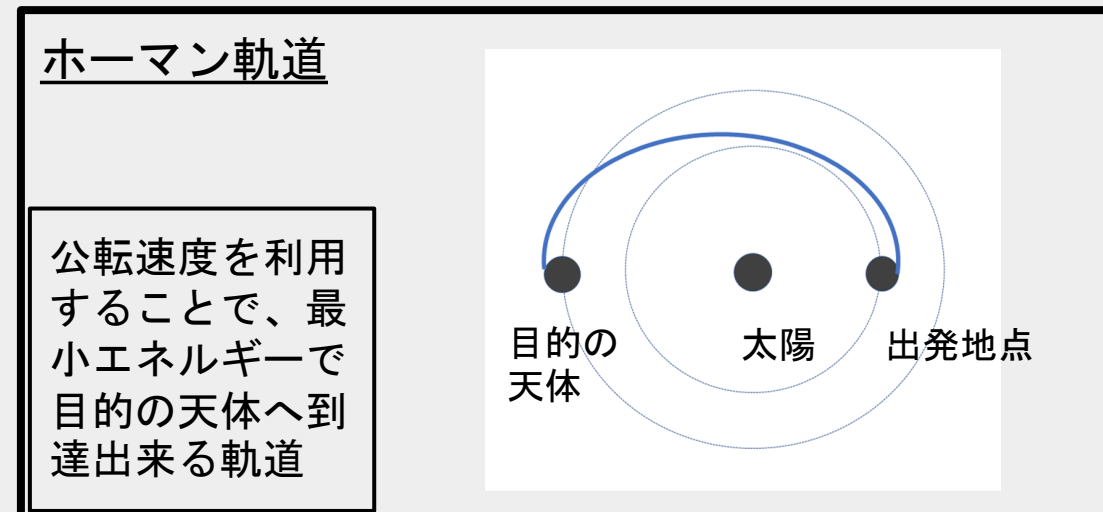 ホーマン軌道
公転速度を利用
することで、最
小エネルギーで
目的の天体へ到
達出来る軌道
目的の
天体
太陽
出発地点